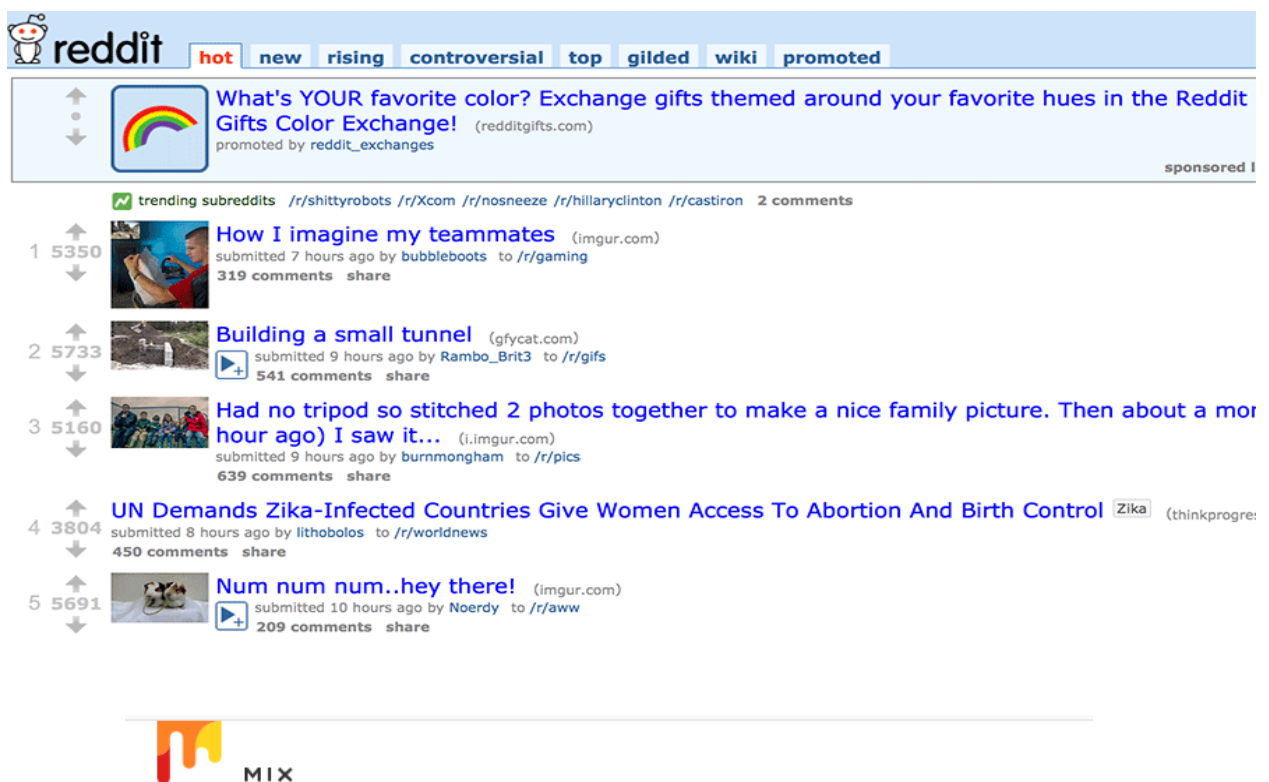 reddit hot new rising controversial top gilded wiki promoted
What's YOUR favorite color? Exchange gifts themed around your favorite hues in the Reddit
Gifts Color Exchange! (redditgifts.com)
promoted by reddit_exchanges
sponsored l
trending subreddits /r/shittyrobots /r/Xcom /r/nosneeze /r/hillaryclinton /r/castiron 2 comments
How I imagine my teammates (imgur.com)
1 5350
submitted 7 hours ago by bubbleboots to /r/gaming
319 comments share
Building a small tunnel (gfycat.com)
2 5733
submitted 9 hours ago by Rambo_Brit3 to /r/gifs
541 comments share
Had no tripod so stitched 2 photos together to make a nice family picture. Then about a mor
3 5160
hour ago) I saw it... (i.imgur.com)
submitted 9 hours ago by burnmongham to /r/pics
639 comments share
UN Demands Zika-Infected Countries Give Women Access To Abortion And Birth Control Zika (thinkprogre
4 3804
submitted 8 hours ago by lithobolos to /r/worldnews
450 comments share
Num num num..hey there! (imgur.com)
5 5691
submitted 10 hours ago by Noerdy to /r/aww
209 comments share
MIX